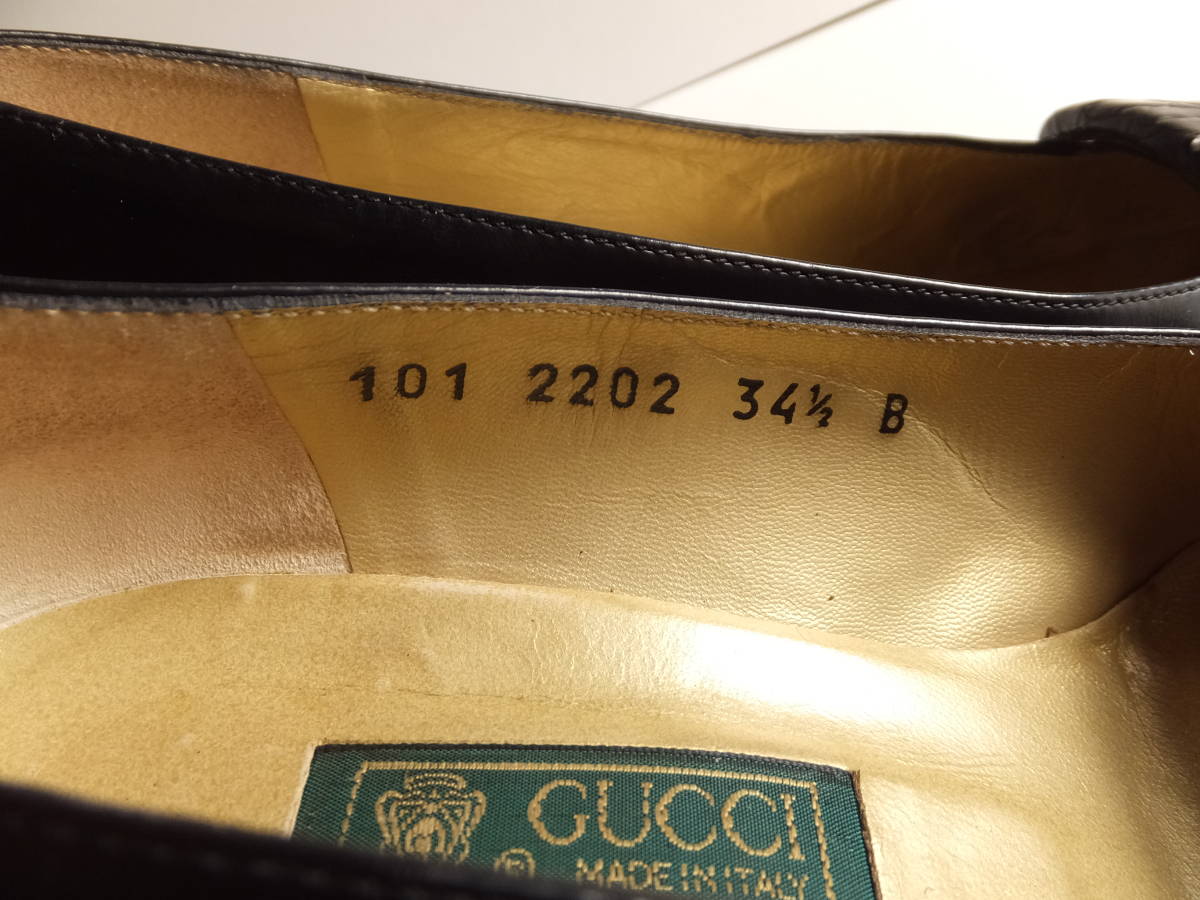 101 2202 34½ B
GUCCI
® MADE IN ITALY